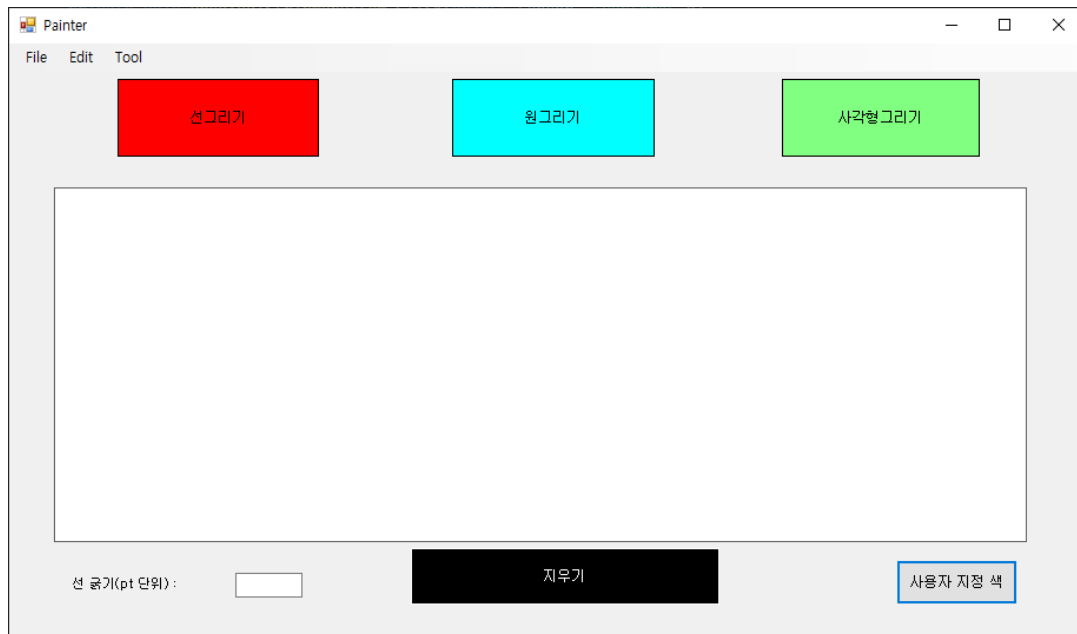 Painter
File Edit Tool
선그리기 원그리기 사각형그리기
지우기
선 굵기(pt 단위) : 사용자 지정 색